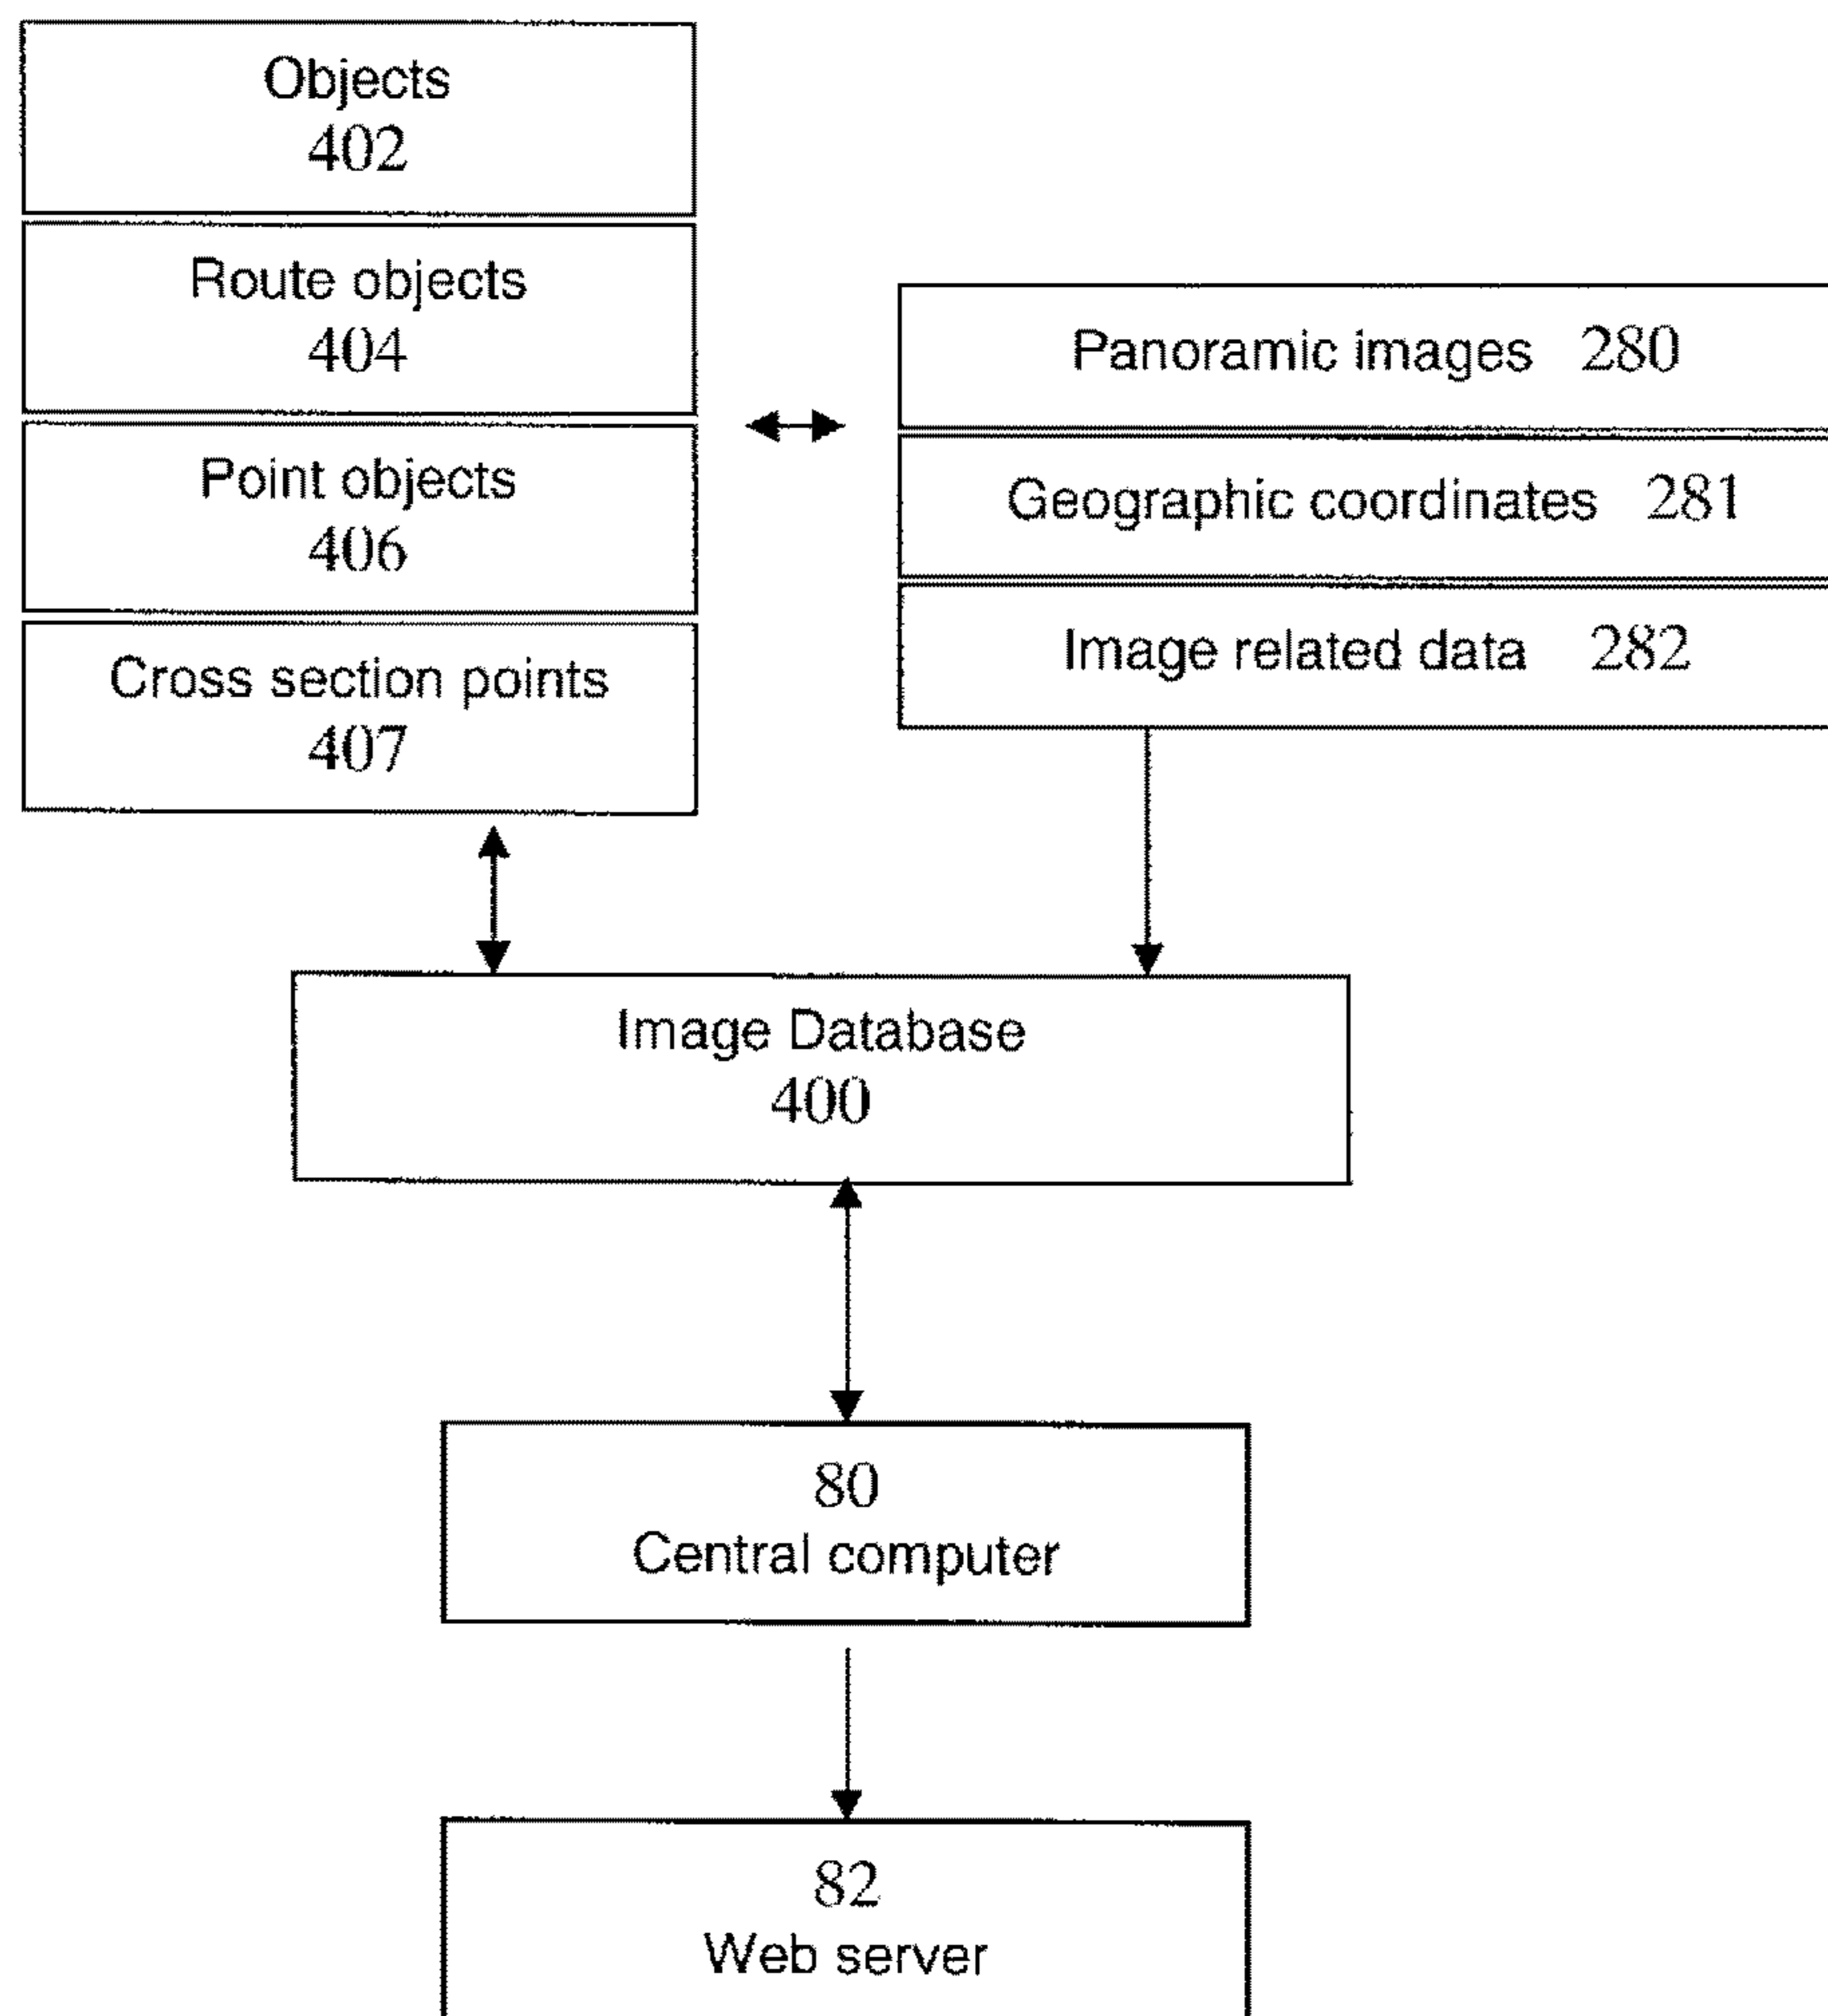 Objects
402
Route objects
404
Point objects
406
Cross section points
407
Panoramic images 280
Geographic coordinates 281
Image related data 282
Image Database
400
80
Central computer
82
Web server